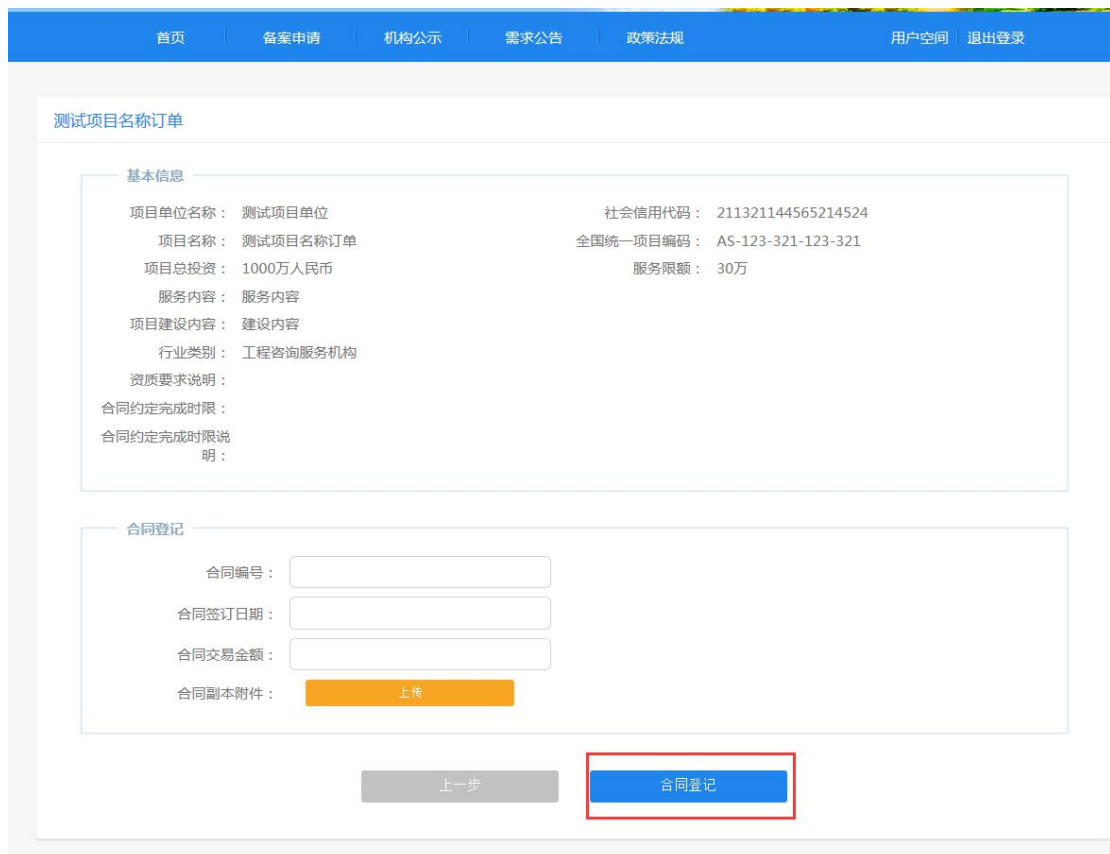 首页 备案申请 机构公示 需求公告 政策法规 用户空间 退出登录
测试项目名称订单
基本信息
项目单位名称： 测试项目单位 社会信用代码： 211321144565214524
项目名称： 测试项目名称订单 全国统一项目编码： AS-123-321-123-321
项目总投资： 1000万人民币 服务限额： 30万
服务内容： 服务内容
项目建设内容： 建设内容
行业类别： 工程咨询服务机构
资质要求说明：
合同约定完成时限：
合同约定完成时限说
明：
合同登记
合同编号：
合同签订日期：
合同交易金额：
合同副本附件： 上传
上一步 合同登记